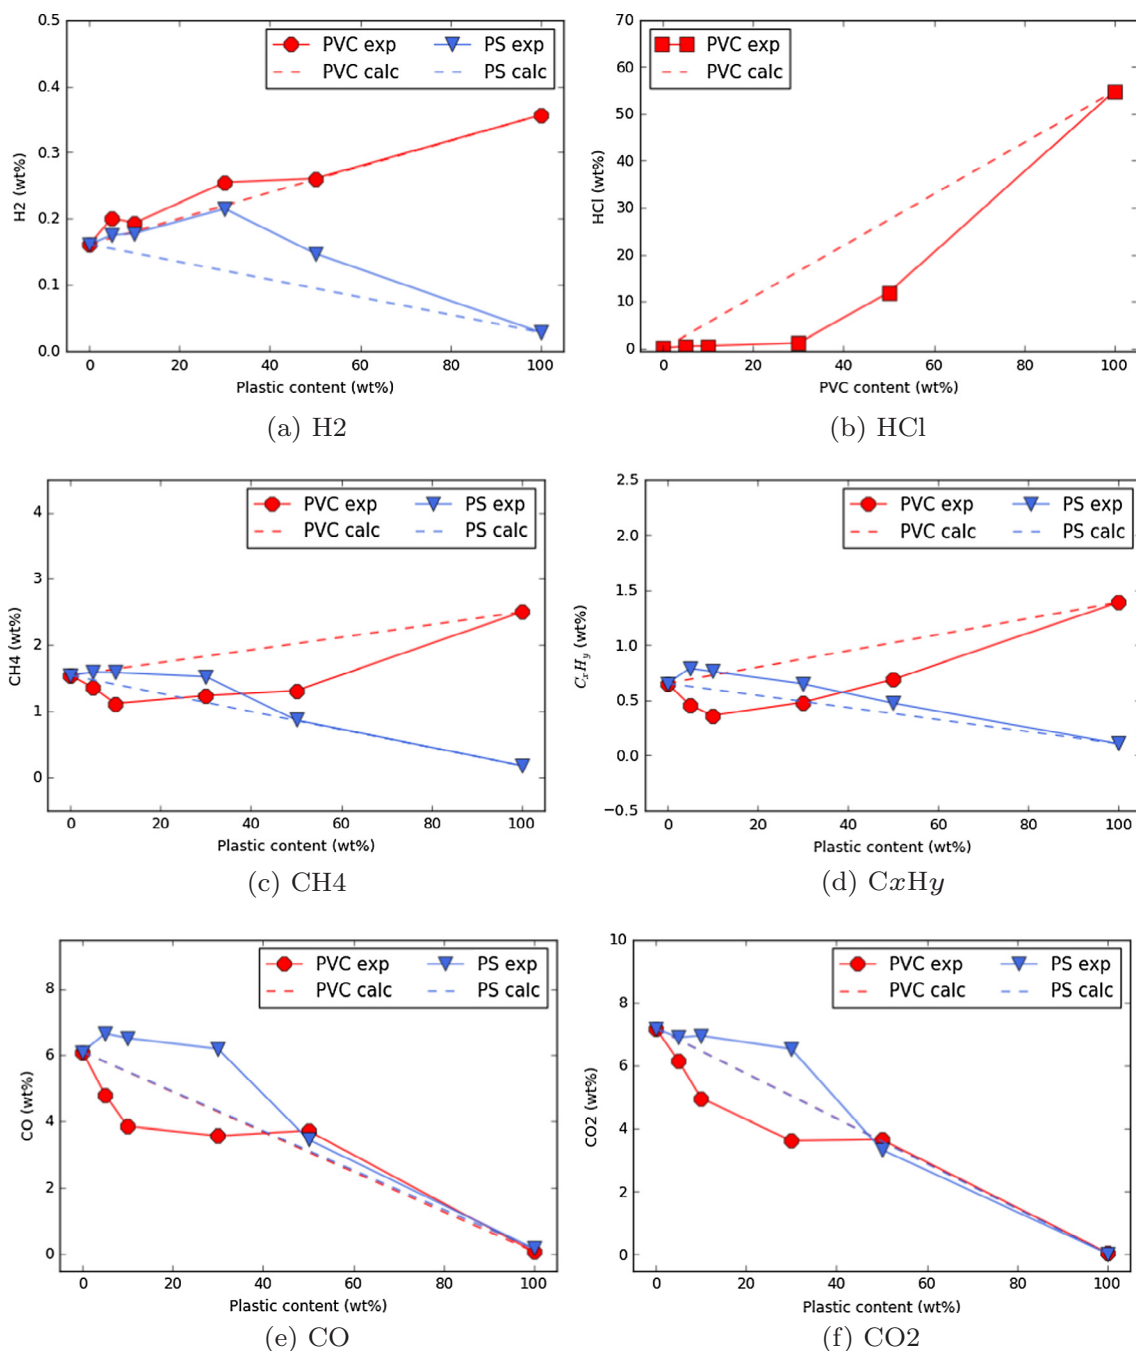 0.5
0.4
0.3
0.2
0.1
0.0
H2 (wt%)
PVC exp
PVC calc
PS exp
PS calc
0 20 40 60 80 100
Plastic content (wt%)
(a) H2
70
60
50
40
30
20
10
0
HCl (wt%)
PVC exp
PVC calc
0 20 40 60 80 100
PVC content (wt%)
(b) HCl
4
3
2
1
0
CH4 (wt%)
PVC exp
PVC calc
PS exp
PS calc
0 20 40 60 80 100
Plastic content (wt%)
(c) CH4
2.5
2.0
1.5
1.0
0.5
0.0
−0.5
CxHy (wt%)
PVC exp
PVC calc
PS exp
PS calc
0 20 40 60 80 100
Plastic content (wt%)
(d) CxHy
8
6
4
2
0
CO (wt%)
PVC exp
PVC calc
PS exp
PS calc
0 20 40 60 80 100
Plastic content (wt%)
(e) CO
10
8
6
4
2
0
CO2 (wt%)
PVC exp
PVC calc
PS exp
PS calc
0 20 40 60 80 100
Plastic content (wt%)
(f) CO2